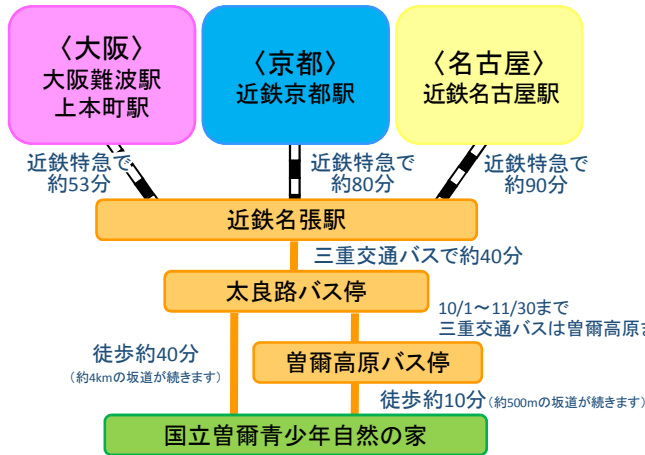 〈大阪〉
大阪難波駅
上本町駅
〈京都〉
近鉄京都駅
〈名古屋〉
近鉄名古屋駅
近鉄特急で
約53分
近鉄特急で
約80分
近鉄特急で
約90分
近鉄名張駅
三重交通バスで約40分
太良路バス停
10/1～11/30まで
三重交通バスは曽爾高原ま
徒歩約40分
（約4kmの坂道が続きます）
曽爾高原バス停
徒歩約10分（約500mの坂道が続きます）
国立曽爾青少年自然の家